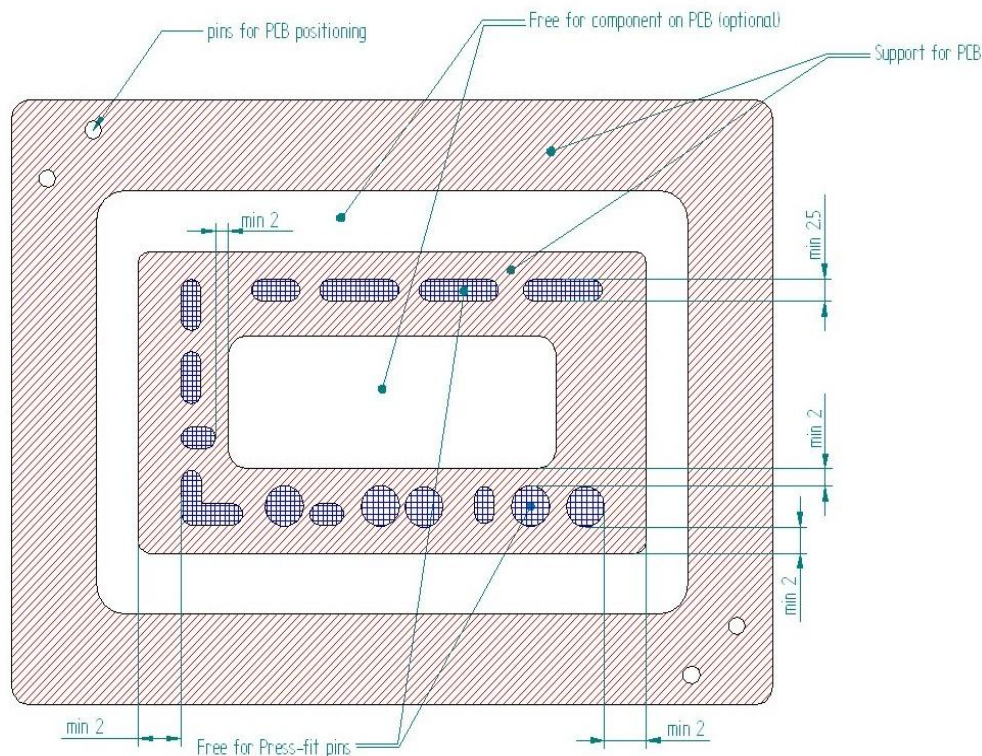 Free for component on PCB (optional)
pins for PCB positioning
Support for PCB
min 2
min 2.5
min 2
min 2
min 2
min 2
Free for Press-fit pins